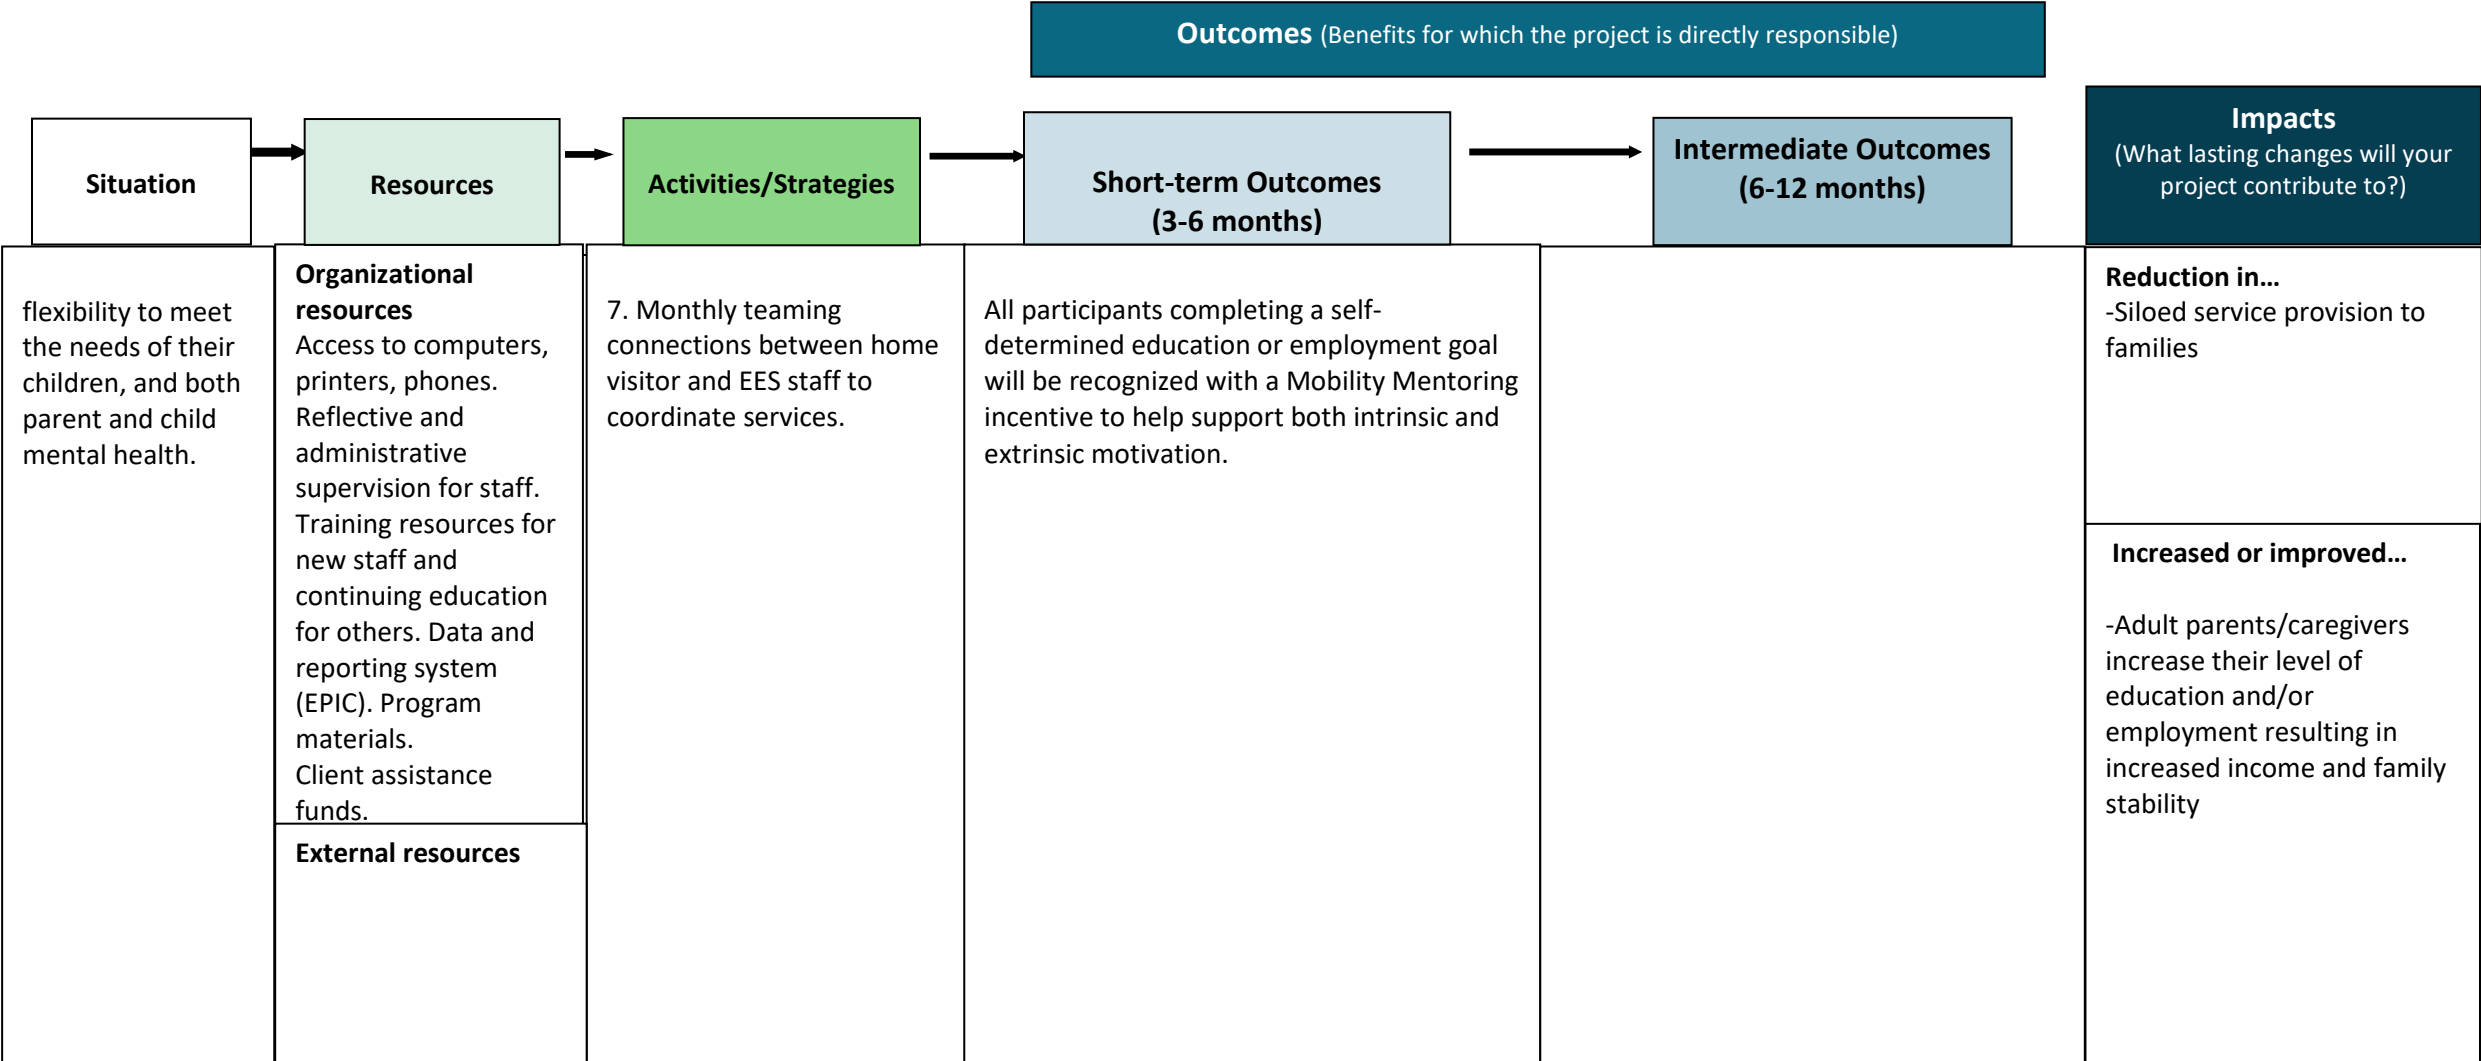 Outcomes (Benefits for which the project is directly responsible)
Situation
Resources
Activities/Strategies
Short-term Outcomes
(3-6 months)
Intermediate Outcomes
(6-12 months)
Impacts
(What lasting changes will your
project contribute to?)
flexibility to meet
the needs of their
children, and both
parent and child
mental health.
Organizational
resources
Access to computers,
printers, phones.
Reflective and
administrative
supervision for staff.
Training resources for
new staff and
continuing education
for others. Data and
reporting system
(EPIC). Program
materials.
Client assistance
funds.
External resources
7. Monthly teaming
connections between home
visitor and EES staff to
coordinate services.
All participants completing a self-
determined education or employment goal
will be recognized with a Mobility Mentoring
incentive to help support both intrinsic and
extrinsic motivation.
Reduction in…
-Siloed service provision to
families
Increased or improved…
-Adult parents/caregivers
increase their level of
education and/or
employment resulting in
increased income and family
stability